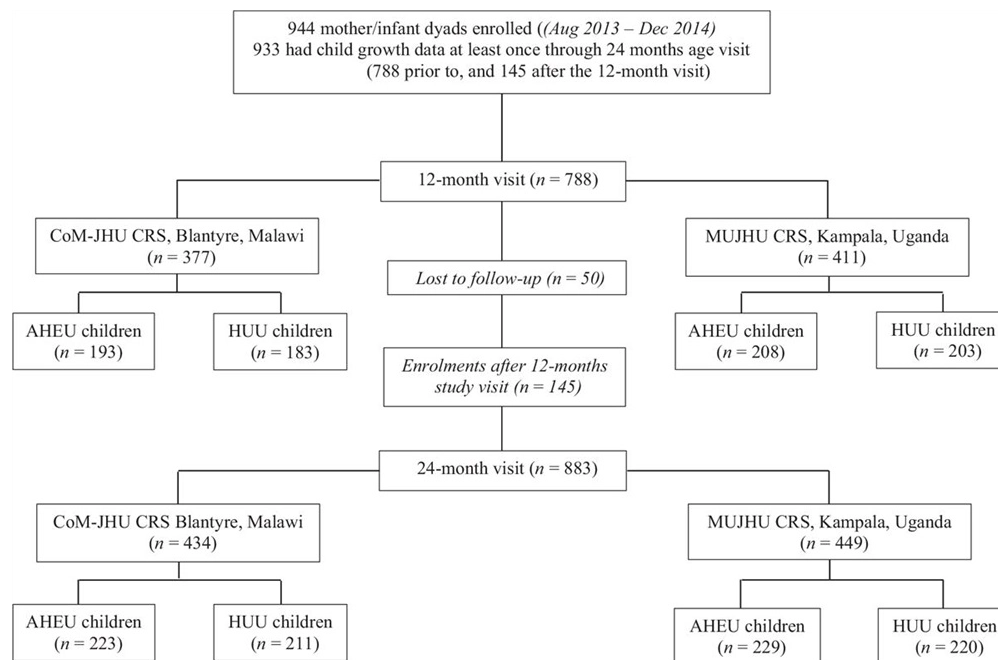 944 mother/infant dyads enrolled ((Aug 2013 – Dec 2014)
933 had child growth data at least once through 24 months age visit
(788 prior to, and 145 after the 12-month visit)
12-month visit (n = 788)
CoM-JHU CRS, Blantyre, Malawi
(n = 377)
MUJHU CRS, Kampala, Uganda
(n = 411)
Lost to follow-up (n = 50)
AHEU children
(n = 193)
HUU children
(n = 183)
AHEU children
(n = 208)
HUU children
(n = 203)
Enrolments after 12-months
study visit (n = 145)
24-month visit (n = 883)
CoM-JHU CRS Blantyre, Malawi
(n = 434)
MUJHU CRS, Kampala, Uganda
(n = 449)
AHEU children
(n = 223)
HUU children
(n = 211)
AHEU children
(n = 229)
HUU children
(n = 220)